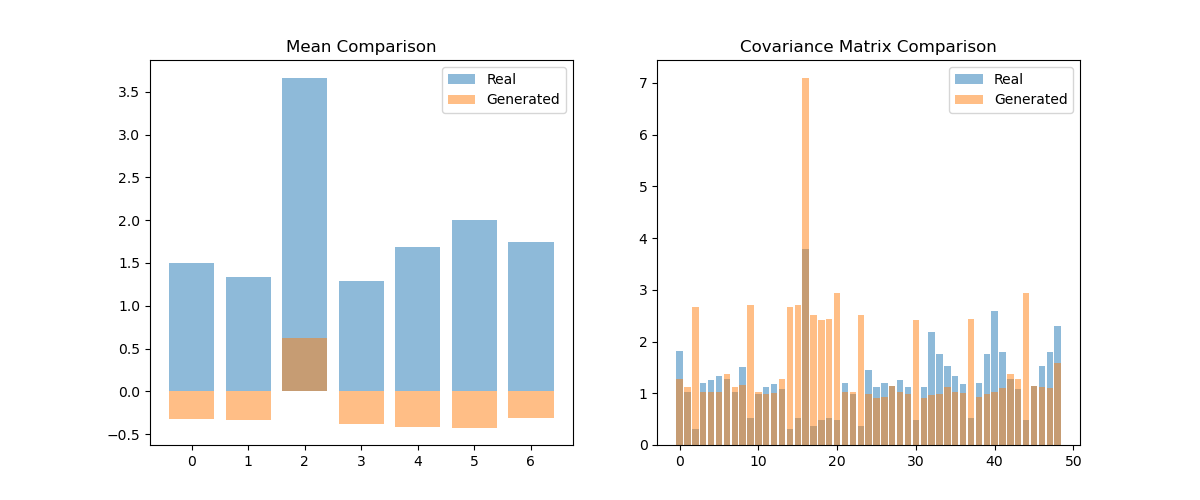 Mean Comparison
Real
Generated
3.5
3.0
2.5
2.0
1.5
1.0
0.5
0.0
−0.5
0 1 2 3 4 5 6
Covariance Matrix Comparison
Real
Generated
7
6
5
4
3
2
1
0
0 10 20 30 40 50